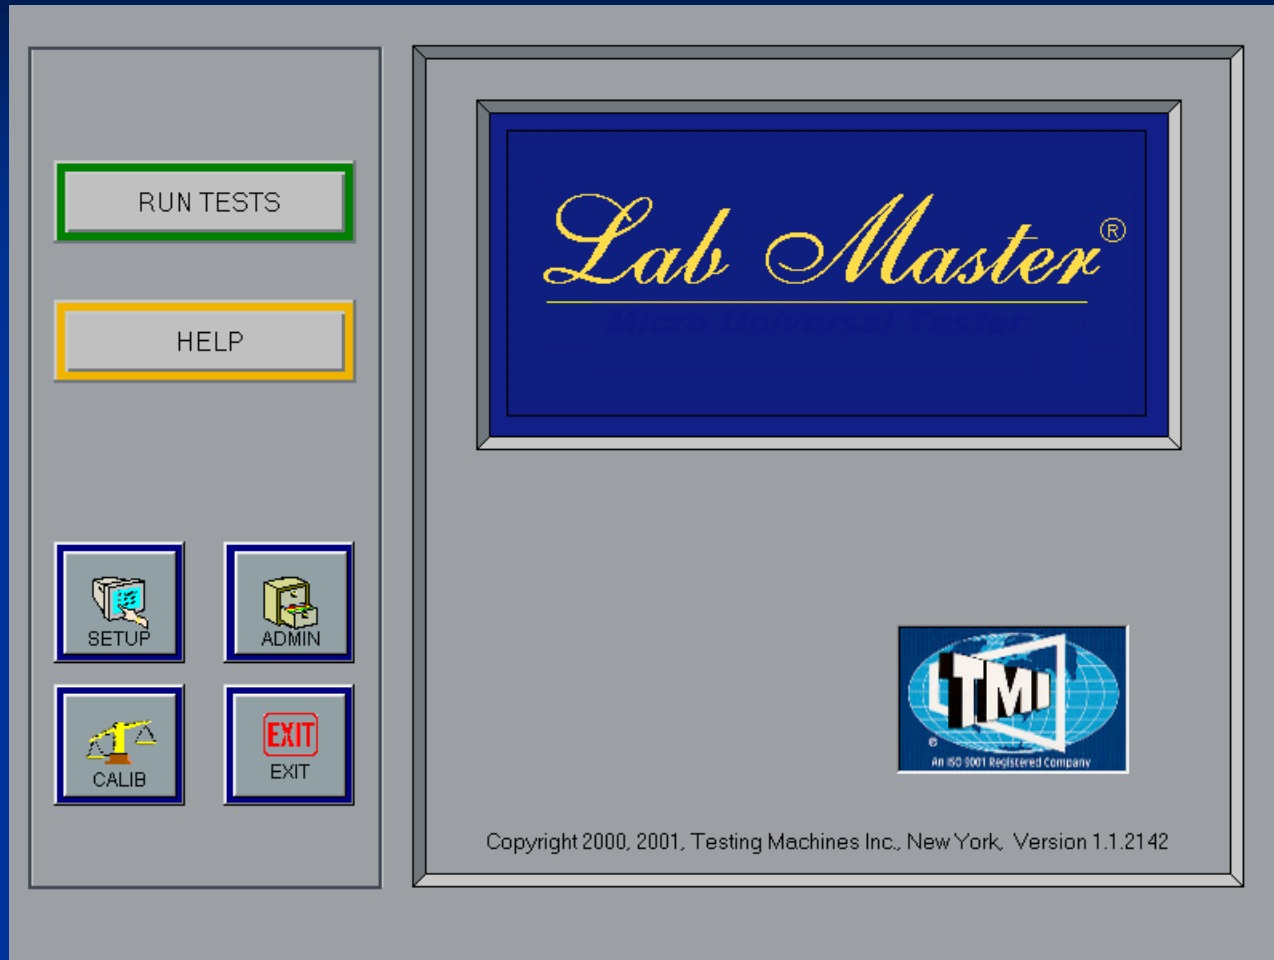 RUN TESTS
HELP
SETUP
ADMIN
CALIB
EXIT
EXIT
Lab Master®
Micro Universal Tester
TMI
®
An ISO 9001 Registered Company
Copyright 2000, 2001, Testing Machines Inc., New York, Version 1.1.2142